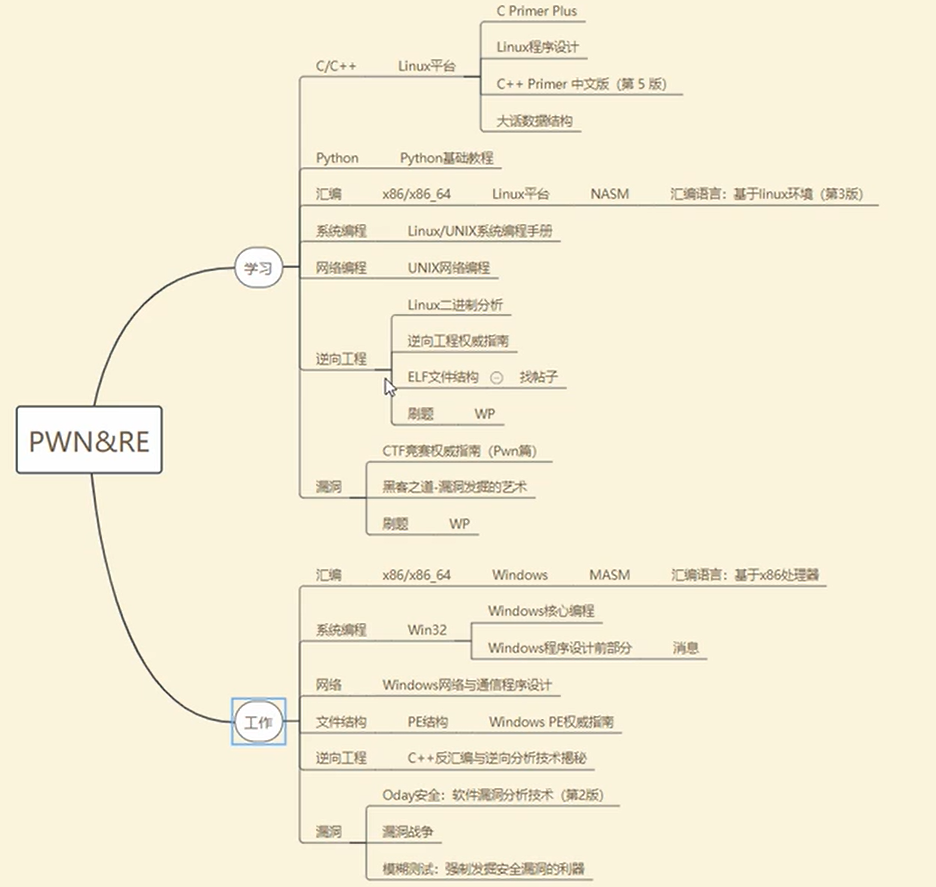 C Primer Plus
Linux程序设计
C/C++ Linux平台
C++ Primer 中文版（第 5 版）
大话数据结构
Python Python基础教程
汇编 x86/x86_64 Linux平台 NASM 汇编语言：基于linux环境（第3版）
系统编程 Linux/UNIX系统编程手册
学习
网络编程 UNIX网络编程
Linux二进制分析
逆向工程权威指南
逆向工程
ELF文件结构 找帖子
刷题 WP
PWN&RE
CTF竞赛权威指南（Pwn篇）
漏洞 黑客之道-漏洞发掘的艺术
刷题 WP
汇编 x86/x86_64 Windows MASM 汇编语言：基于x86处理器
Windows核心编程
系统编程 Win32
Windows程序设计前部分 消息
网络 Windows网络与通信程序设计
工作
文件结构 PE结构 Windows PE权威指南
逆向工程 C++反汇编与逆向分析技术揭秘
Oday安全：软件漏洞分析技术（第2版）
漏洞 漏洞战争
模糊测试：强制发掘安全漏洞的利器